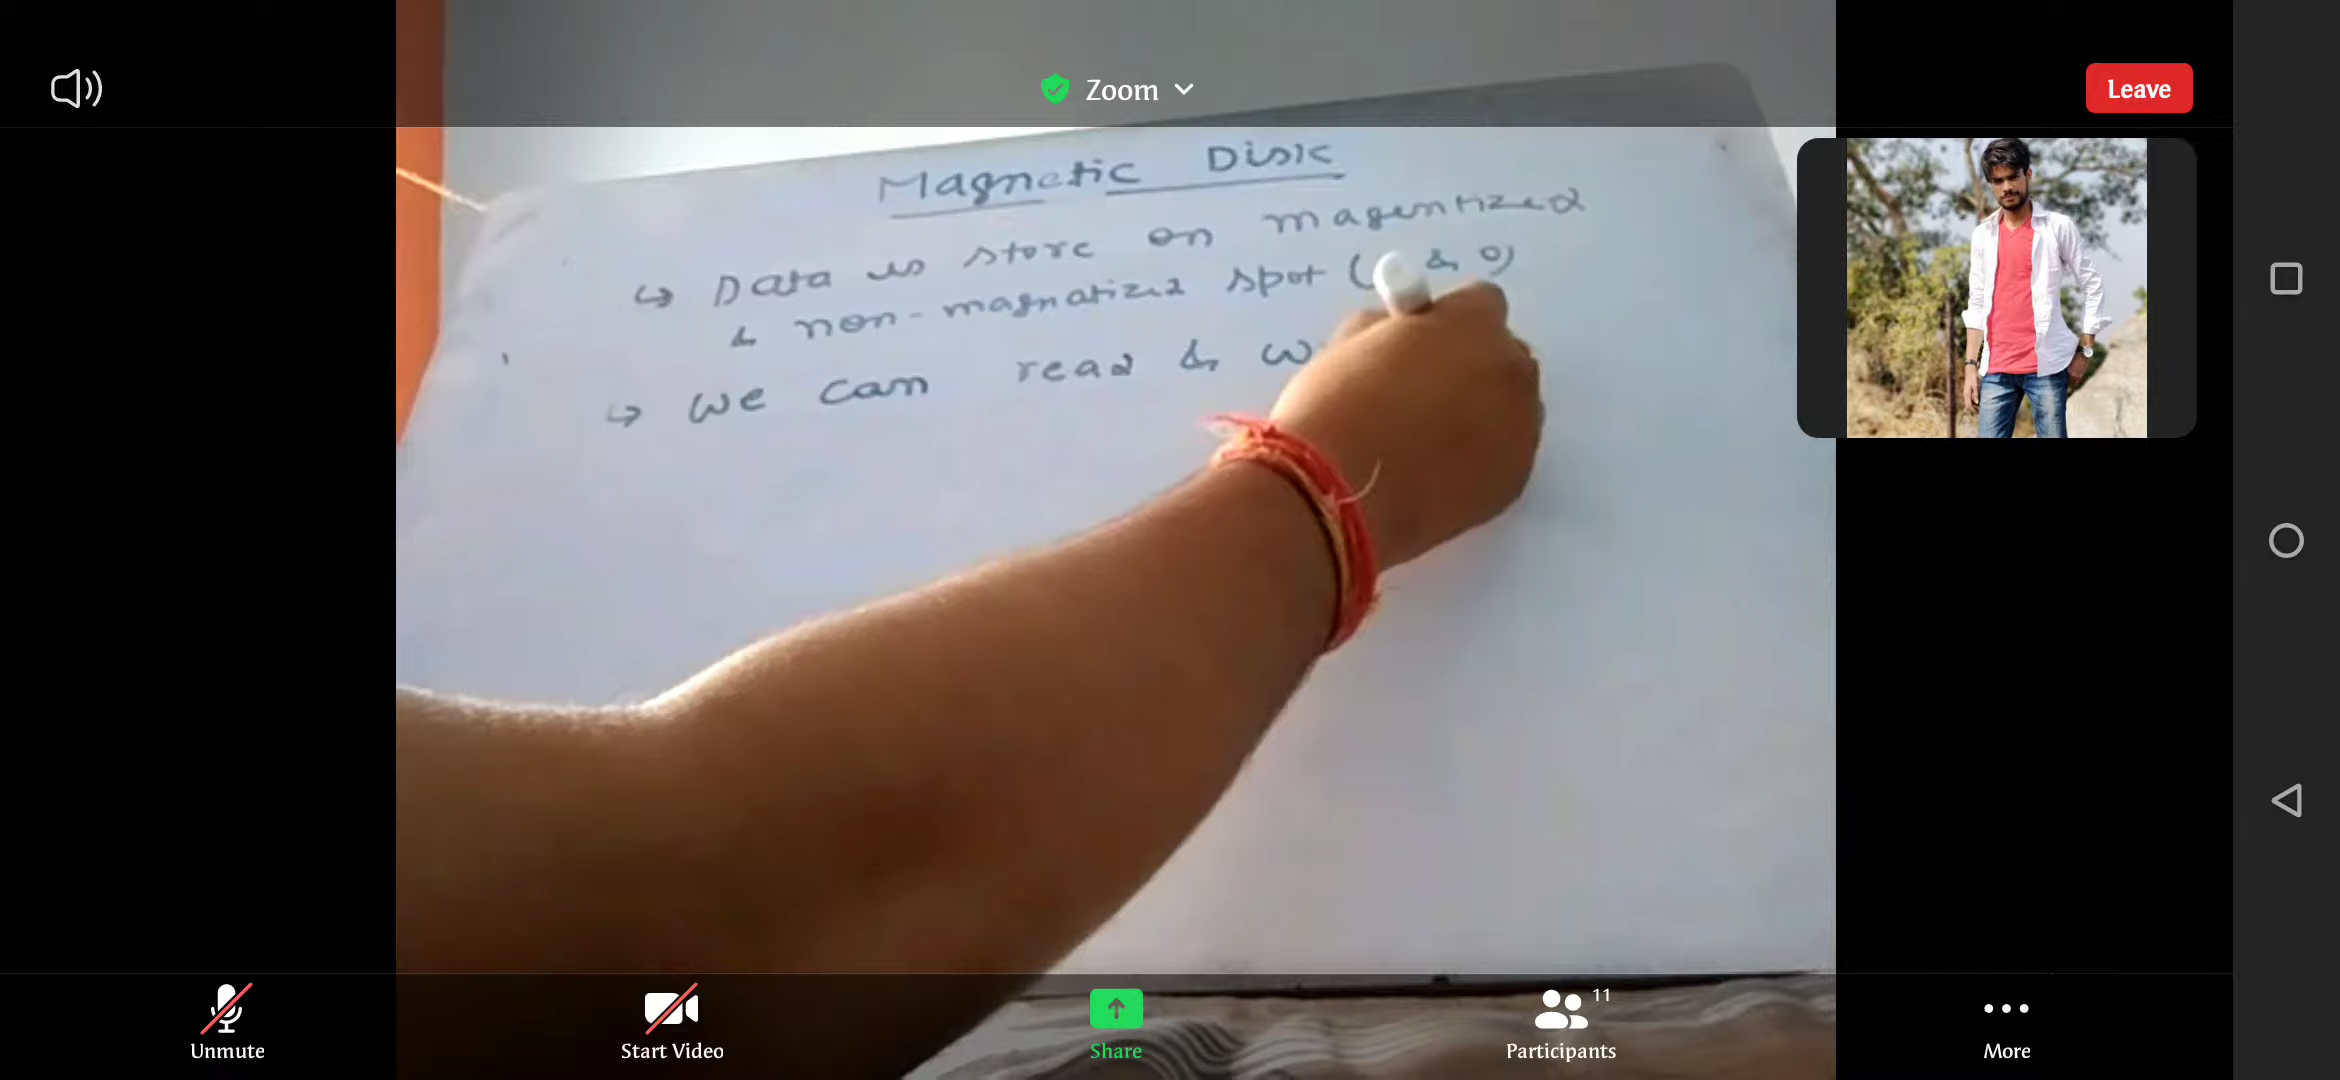 Zoom
Leave
Magnetic Disk
↳ Data is store on magentized
& non-magnatized spot ( & 0)
↳ We can read & w
Unmute
Start Video
Share
11
Participants
More